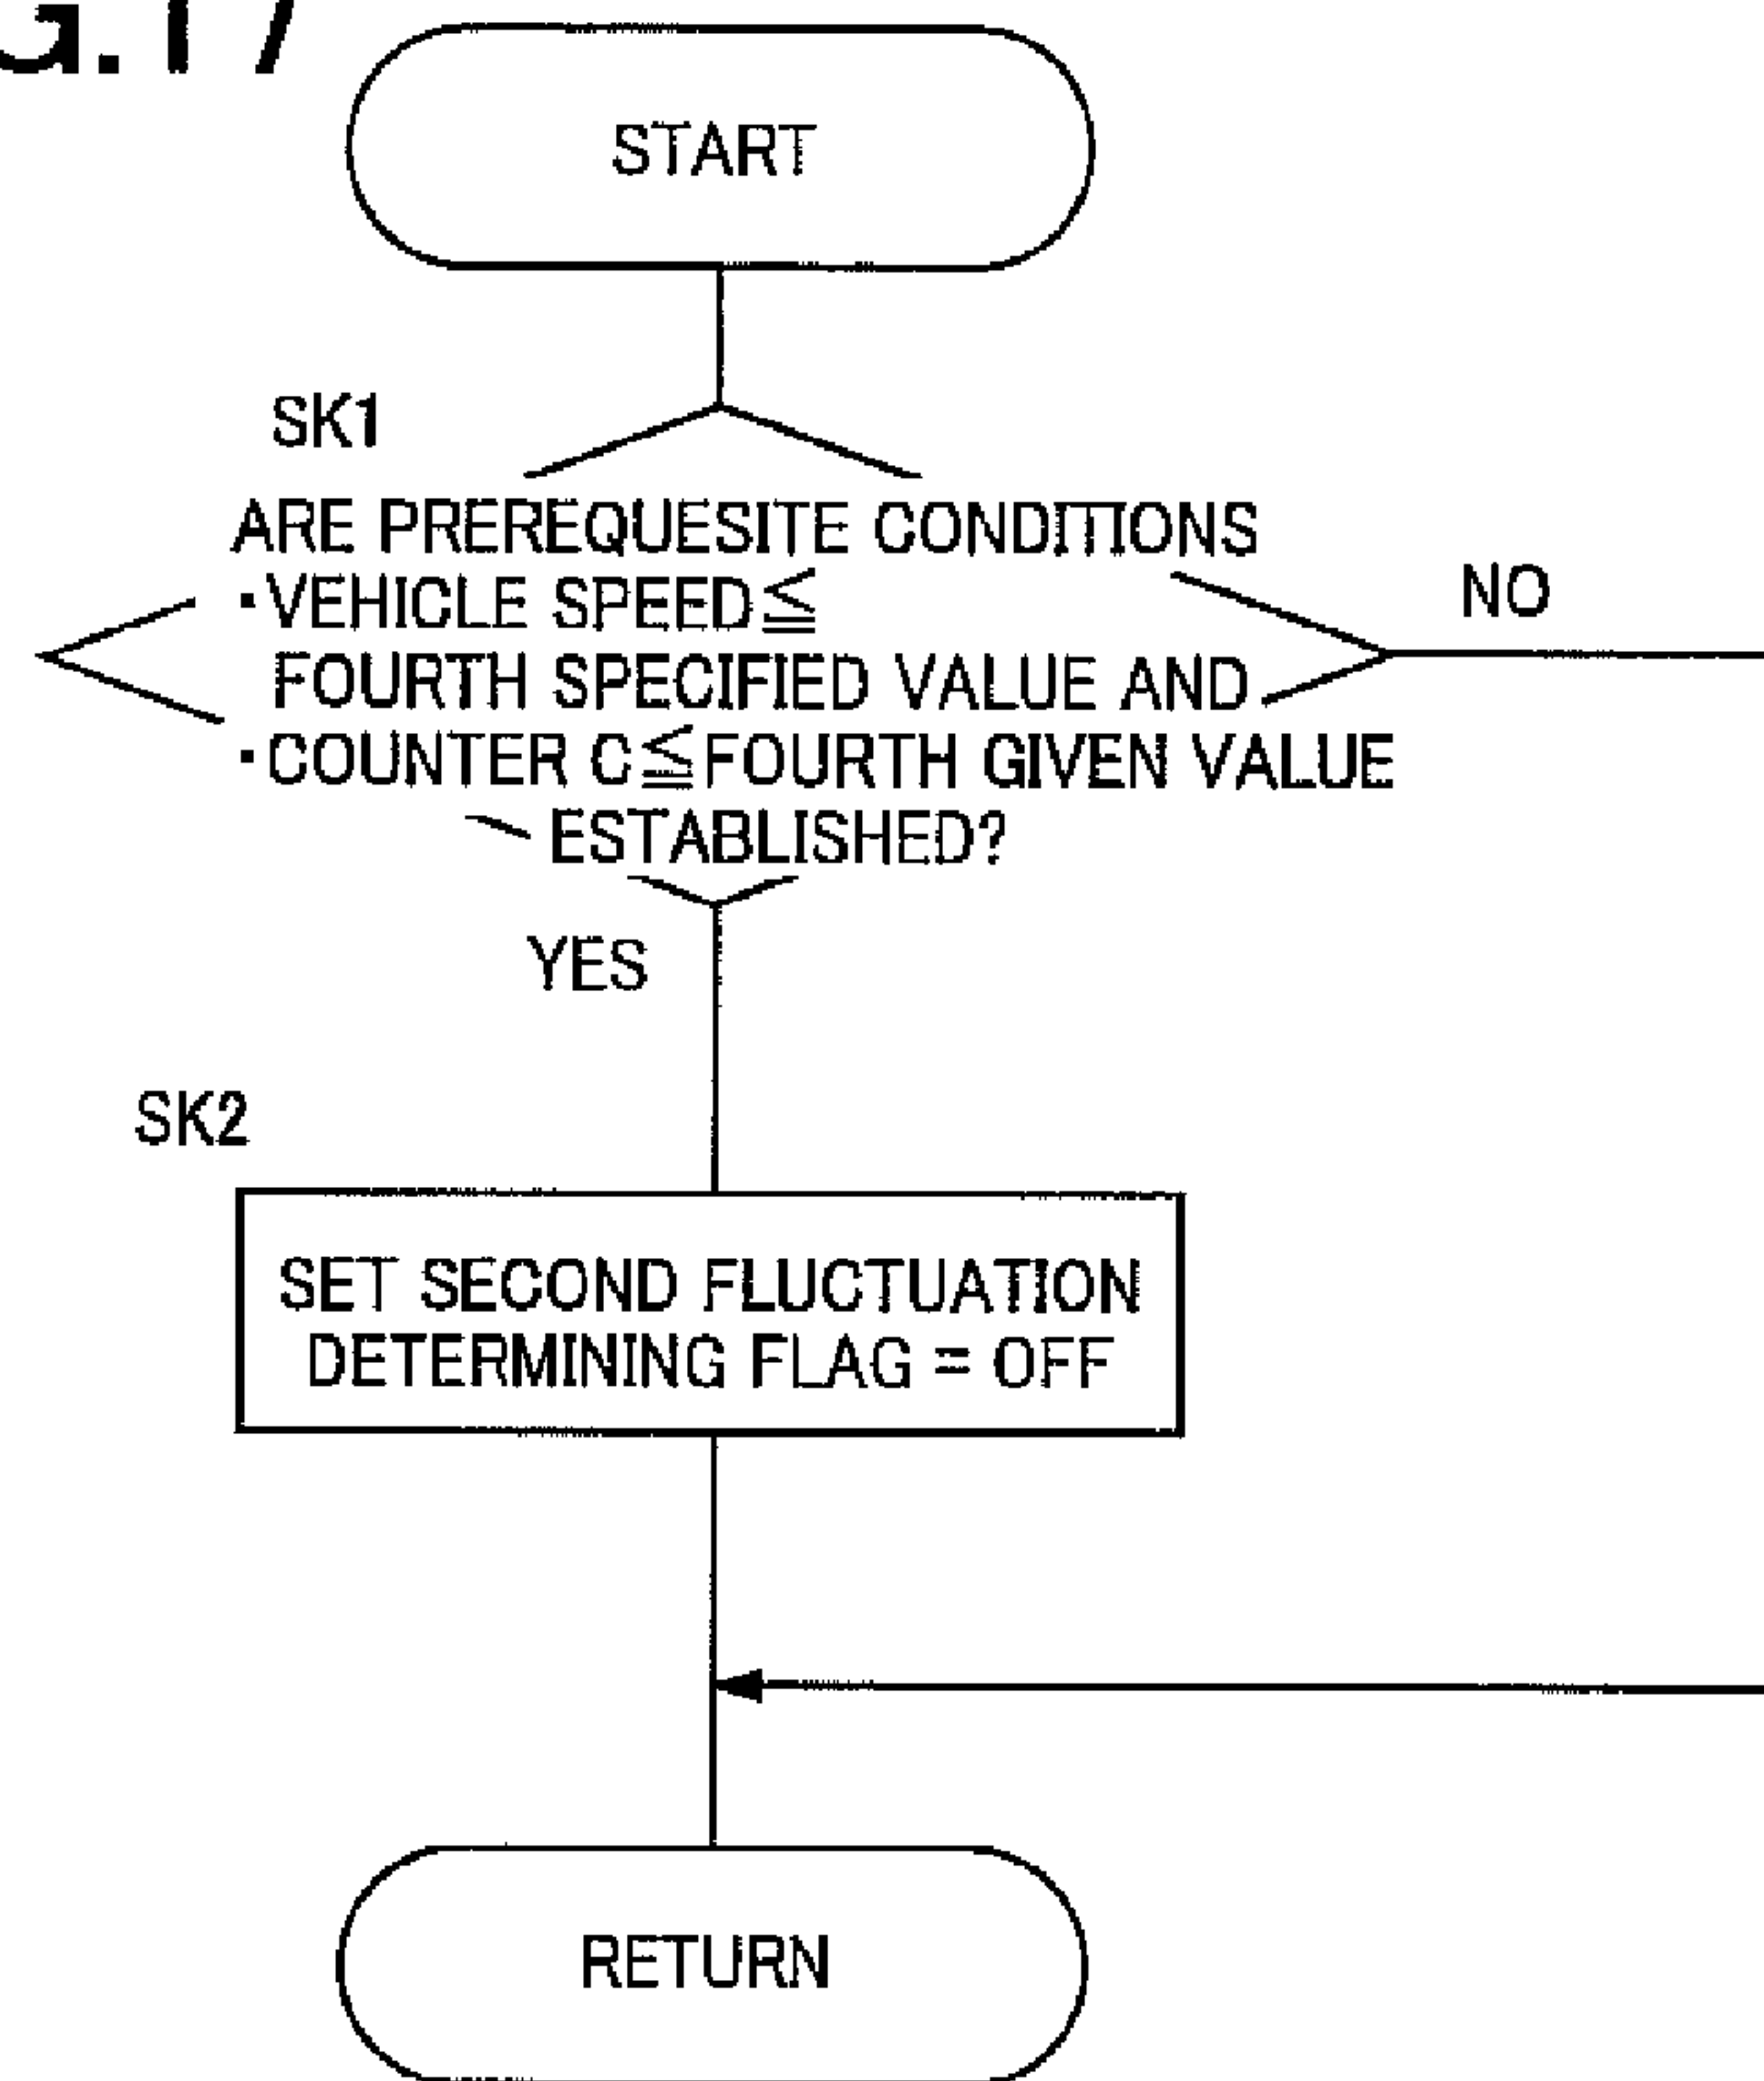 G.17
START
SK1
ARE PREREQUESITE CONDITIONS
・VEHICLE SPEED≦
FOURTH SPECIFIED VALUE AND
・COUNTER C≦FOURTH GIVEN VALUE
ESTABLISHED?
NO
YES
SK2
SET SECOND FLUCTUATION
DETERMINING FLAG = OFF
RETURN